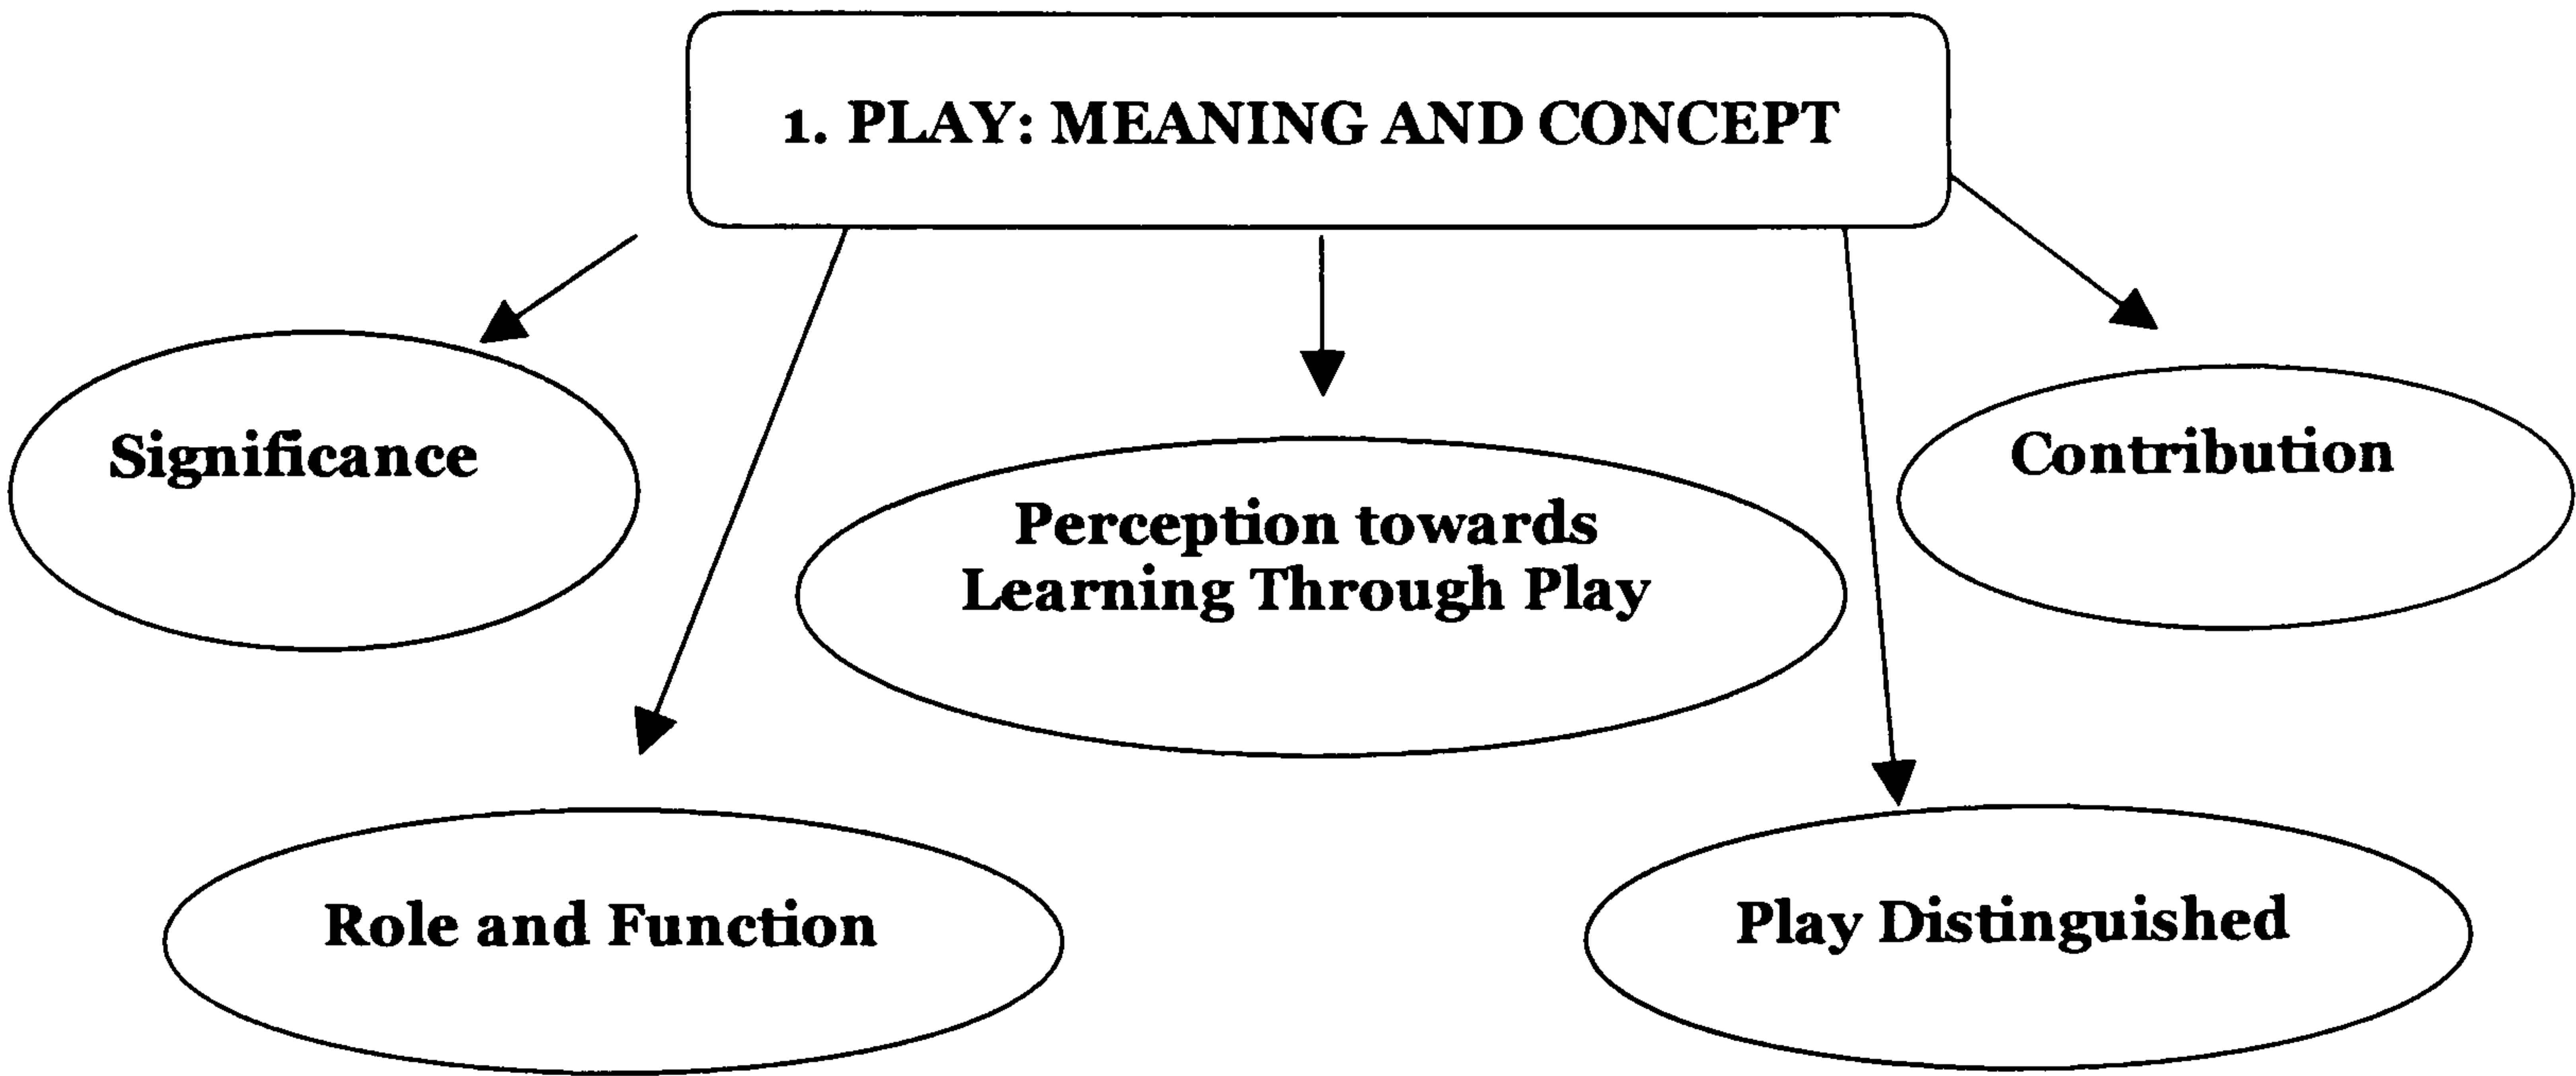 1. PLAY: MEANING AND CONCEPT
Significance
Contribution
Perception towards
Learning Through Play
Role and Function
Play Distinguished